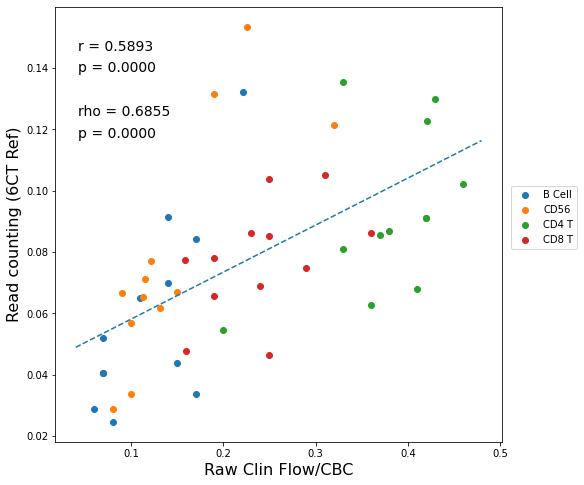 r = 0.5893
p = 0.0000
rho = 0.6855
p = 0.0000
Read counting (6CT Ref)
0.14
0.12
0.10
0.08
0.06
0.04
0.02
0.1
0.2
0.3
0.4
0.5
Raw Clin Flow/CBC
B Cell
CD56
CD4 T
CD8 T